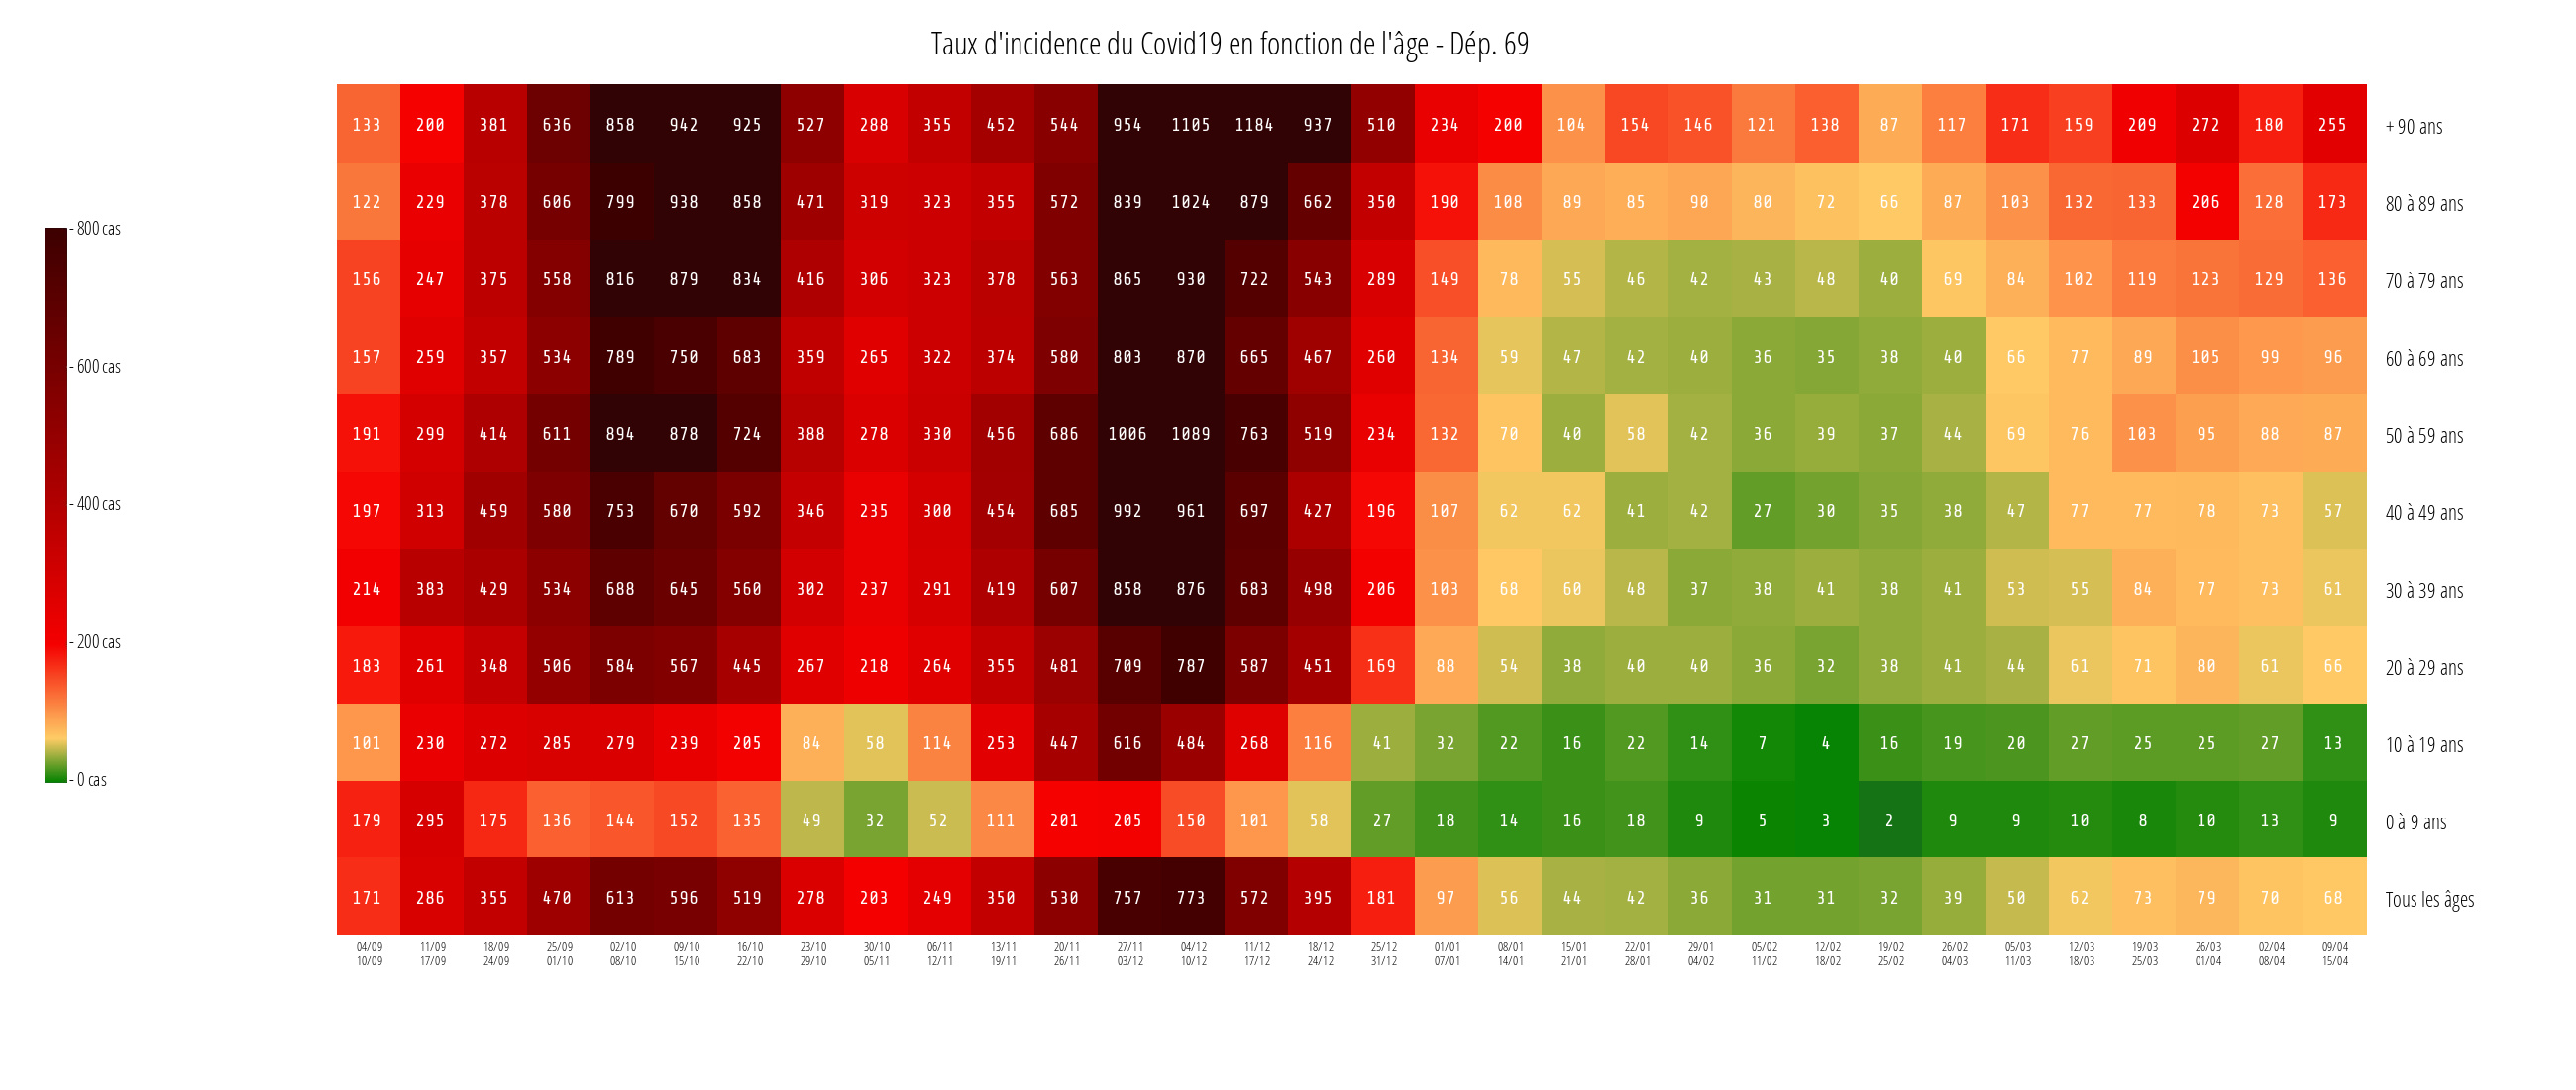 Taux d'incidence du Covid19 en fonction de l'âge - Dép. 69
133 200 381 636 858 942 925 527 288 355 452 544 954 1105 1184 937 510 234 200 104 154 146 121 138 87 117 171 159 209 272 180 255 + 90 ans
122 229 378 606 799 938 858 471 319 323 355 572 839 1024 879 662 350 190 108 89 85 90 80 72 66 87 103 132 133 206 128 173 80 à 89 ans
- 800 cas
156 247 375 558 816 879 834 416 306 323 378 563 865 930 722 543 289 149 78 55 46 42 43 48 40 69 84 102 119 123 129 136 70 à 79 ans
157 259 357 534 789 750 683 359 265 322 374 580 803 870 665 467 260 134 59 47 42 40 36 35 38 40 66 77 89 105 99 96 60 à 69 ans
- 600 cas
191 299 414 611 894 878 724 388 278 330 456 686 1006 1089 763 519 234 132 70 40 58 42 36 39 37 44 69 76 103 95 88 87 50 à 59 ans
- 400 cas
197 313 459 580 753 670 592 346 235 300 454 685 992 961 697 427 196 107 62 62 41 42 27 30 35 38 47 77 77 78 73 57 40 à 49 ans
214 383 429 534 688 645 560 302 237 291 419 607 858 876 683 498 206 103 68 60 48 37 38 41 38 41 53 55 84 77 73 61 30 à 39 ans
- 200 cas
183 261 348 506 584 567 445 267 218 264 355 481 709 787 587 451 169 88 54 38 40 40 36 32 38 41 44 61 71 80 61 66 20 à 29 ans
101 230 272 285 279 239 205 84 58 114 253 447 616 484 268 116 41 32 22 16 22 14 7 4 16 19 20 27 25 25 27 13 10 à 19 ans
- 0 cas
179 295 175 136 144 152 135 49 32 52 111 201 205 150 101 58 27 18 14 16 18 9 5 3 2 9 9 10 8 10 13 9 0 à 9 ans
171 286 355 470 613 596 519 278 203 249 350 530 757 773 572 395 181 97 56 44 42 36 31 31 32 39 50 62 73 79 70 68 Tous les âges
04/09 11/09 18/09 25/09 02/10 09/10 16/10 23/10 30/10 06/11 13/11 20/11 27/11 04/12 11/12 18/12 25/12 01/01 08/01 15/01 22/01 29/01 05/02 12/02 19/02 26/02 05/03 12/03 19/03 26/03 02/04 09/04
10/09 17/09 24/09 01/10 08/10 15/10 22/10 29/10 05/11 12/11 19/11 26/11 03/12 10/12 17/12 24/12 31/12 07/01 14/01 21/01 28/01 04/02 11/02 18/02 25/02 04/03 11/03 18/03 25/03 01/04 08/04 15/04